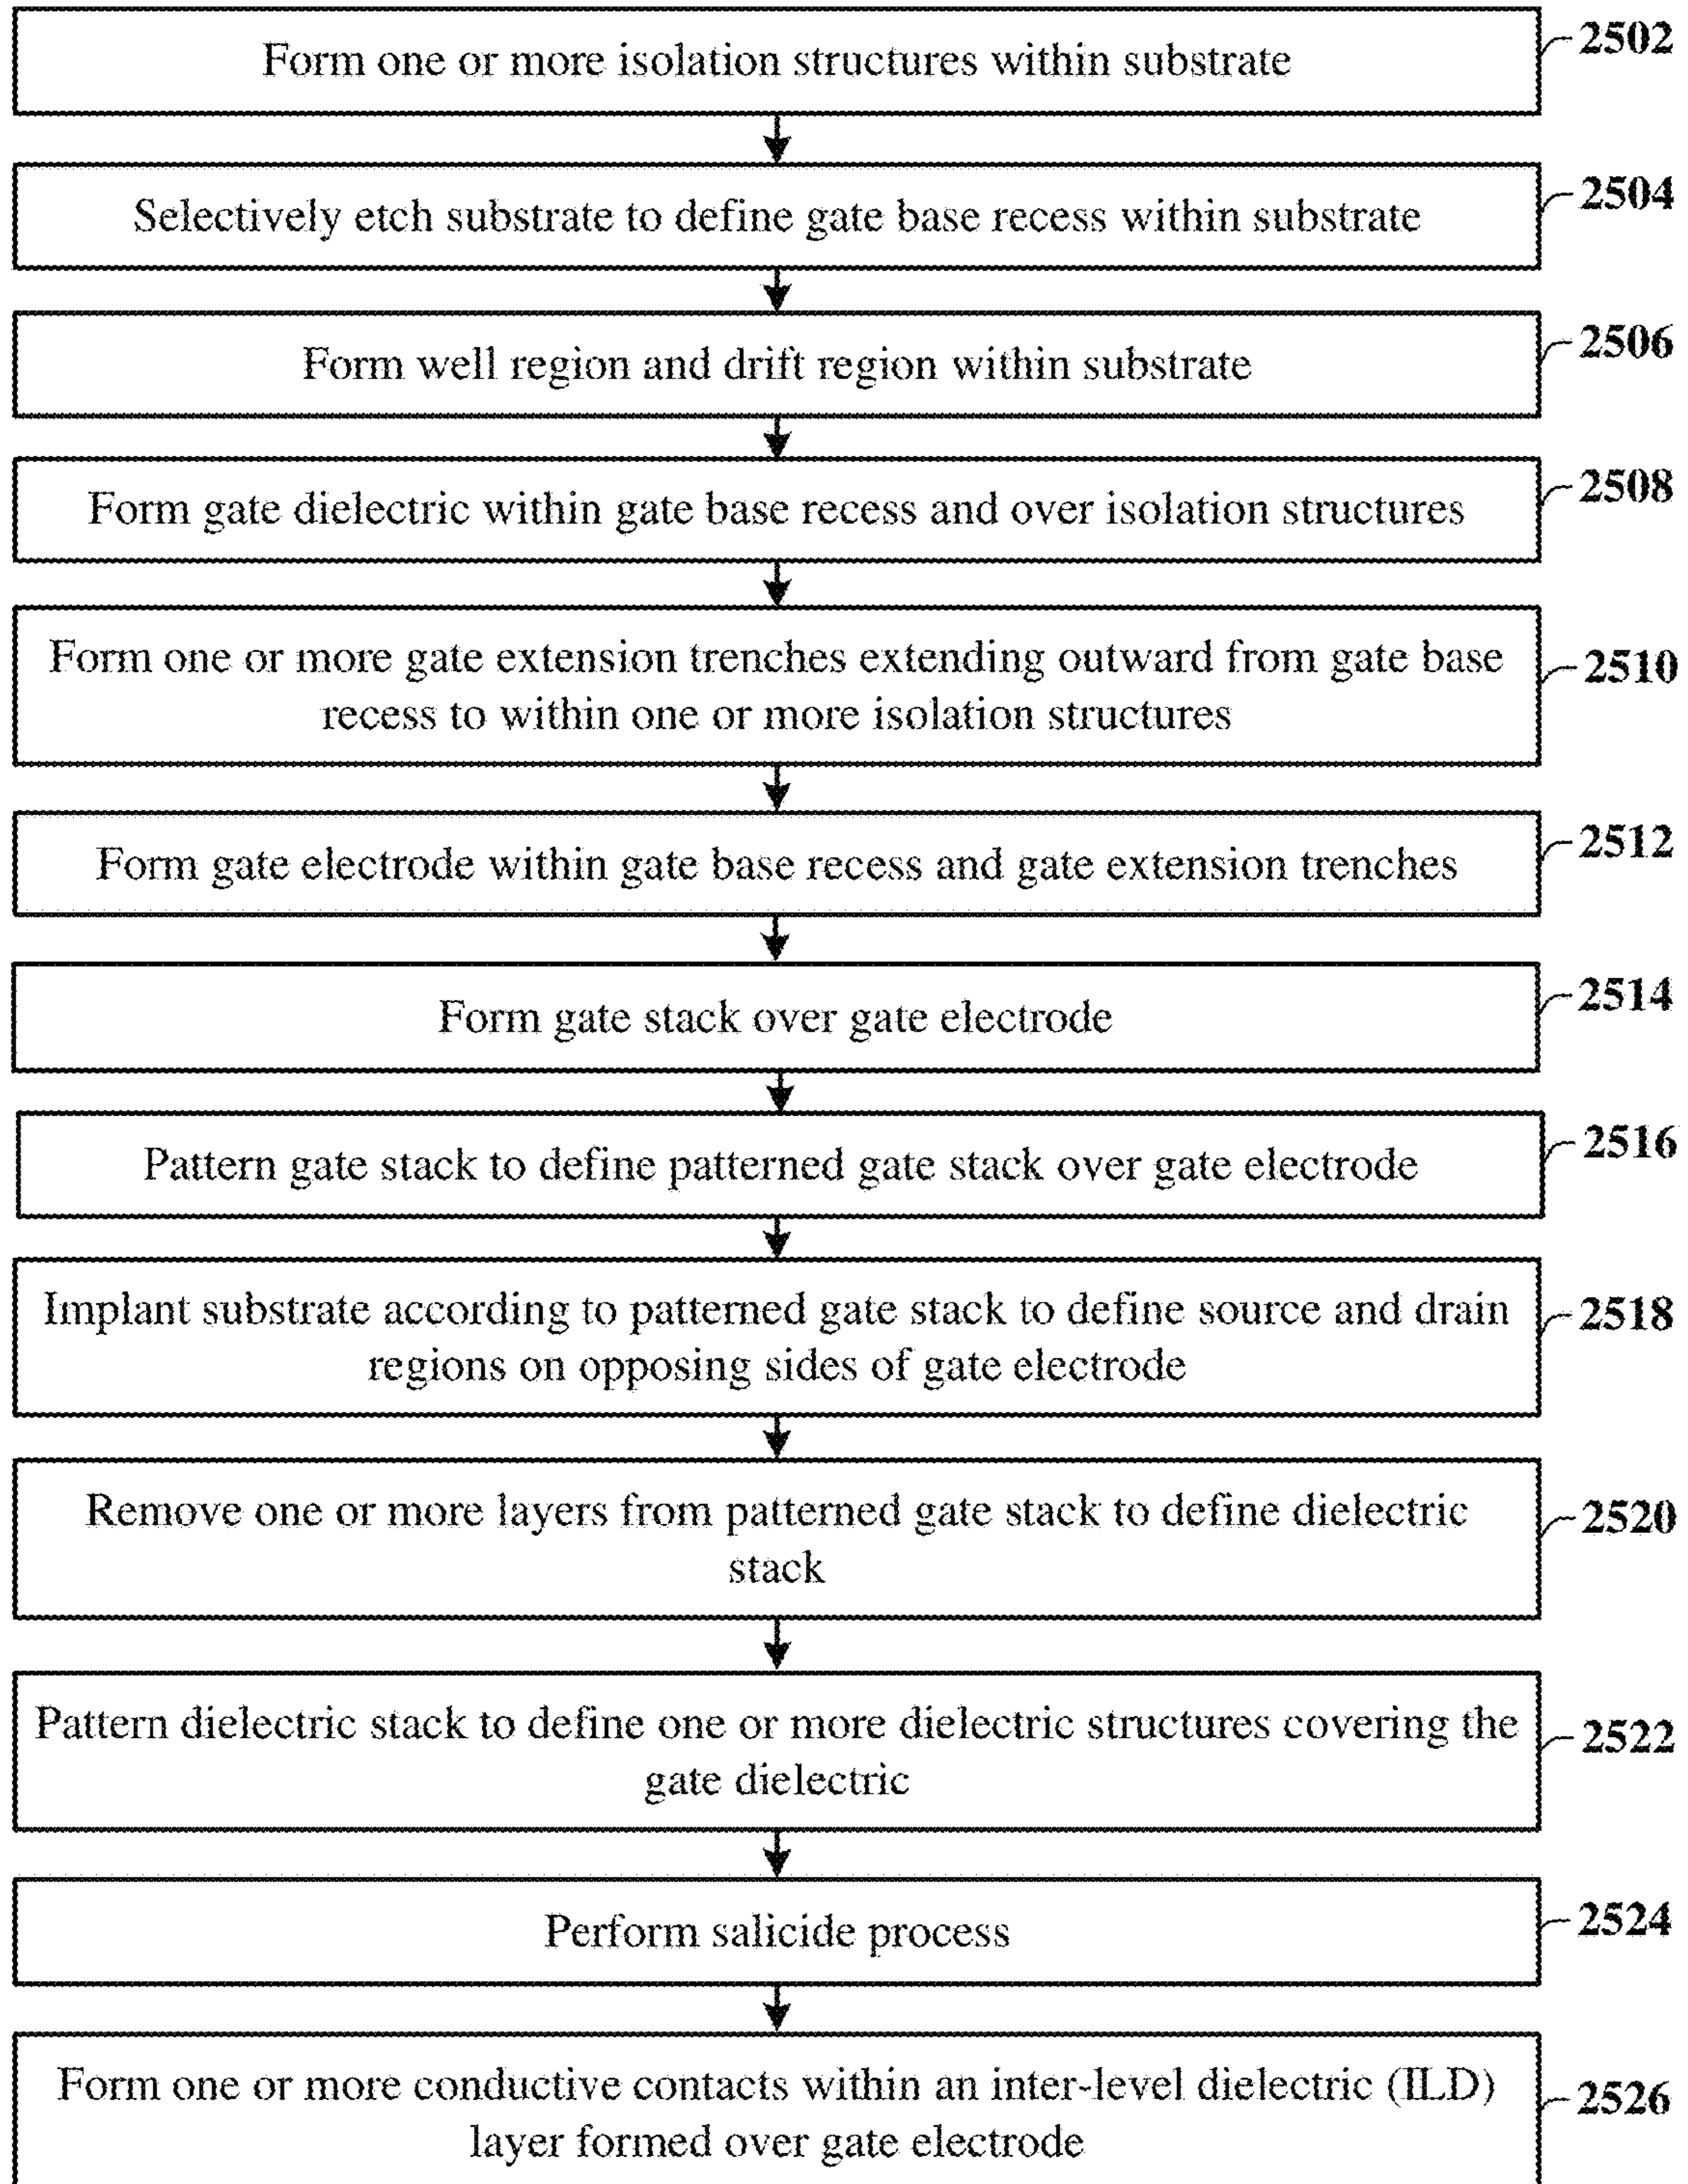 Form one or more isolation structures within substrate
2502
Selectively etch substrate to define gate base recess within substrate
2504
Form well region and drift region within substrate
2506
Form gate dielectric within gate base recess and over isolation structures
2508
Form one or more gate extension trenches extending outward from gate base
recess to within one or more isolation structures
2510
Form gate electrode within gate base recess and gate extension trenches
2512
Form gate stack over gate electrode
2514
Pattern gate stack to define patterned gate stack over gate electrode
2516
Implant substrate according to patterned gate stack to define source and drain
regions on opposing sides of gate electrode
2518
Remove one or more layers from patterned gate stack to define dielectric
stack
2520
Pattern dielectric stack to define one or more dielectric structures covering the
gate dielectric
2522
Perform salicide process
2524
Form one or more conductive contacts within an inter-level dielectric (ILD)
layer formed over gate electrode
2526